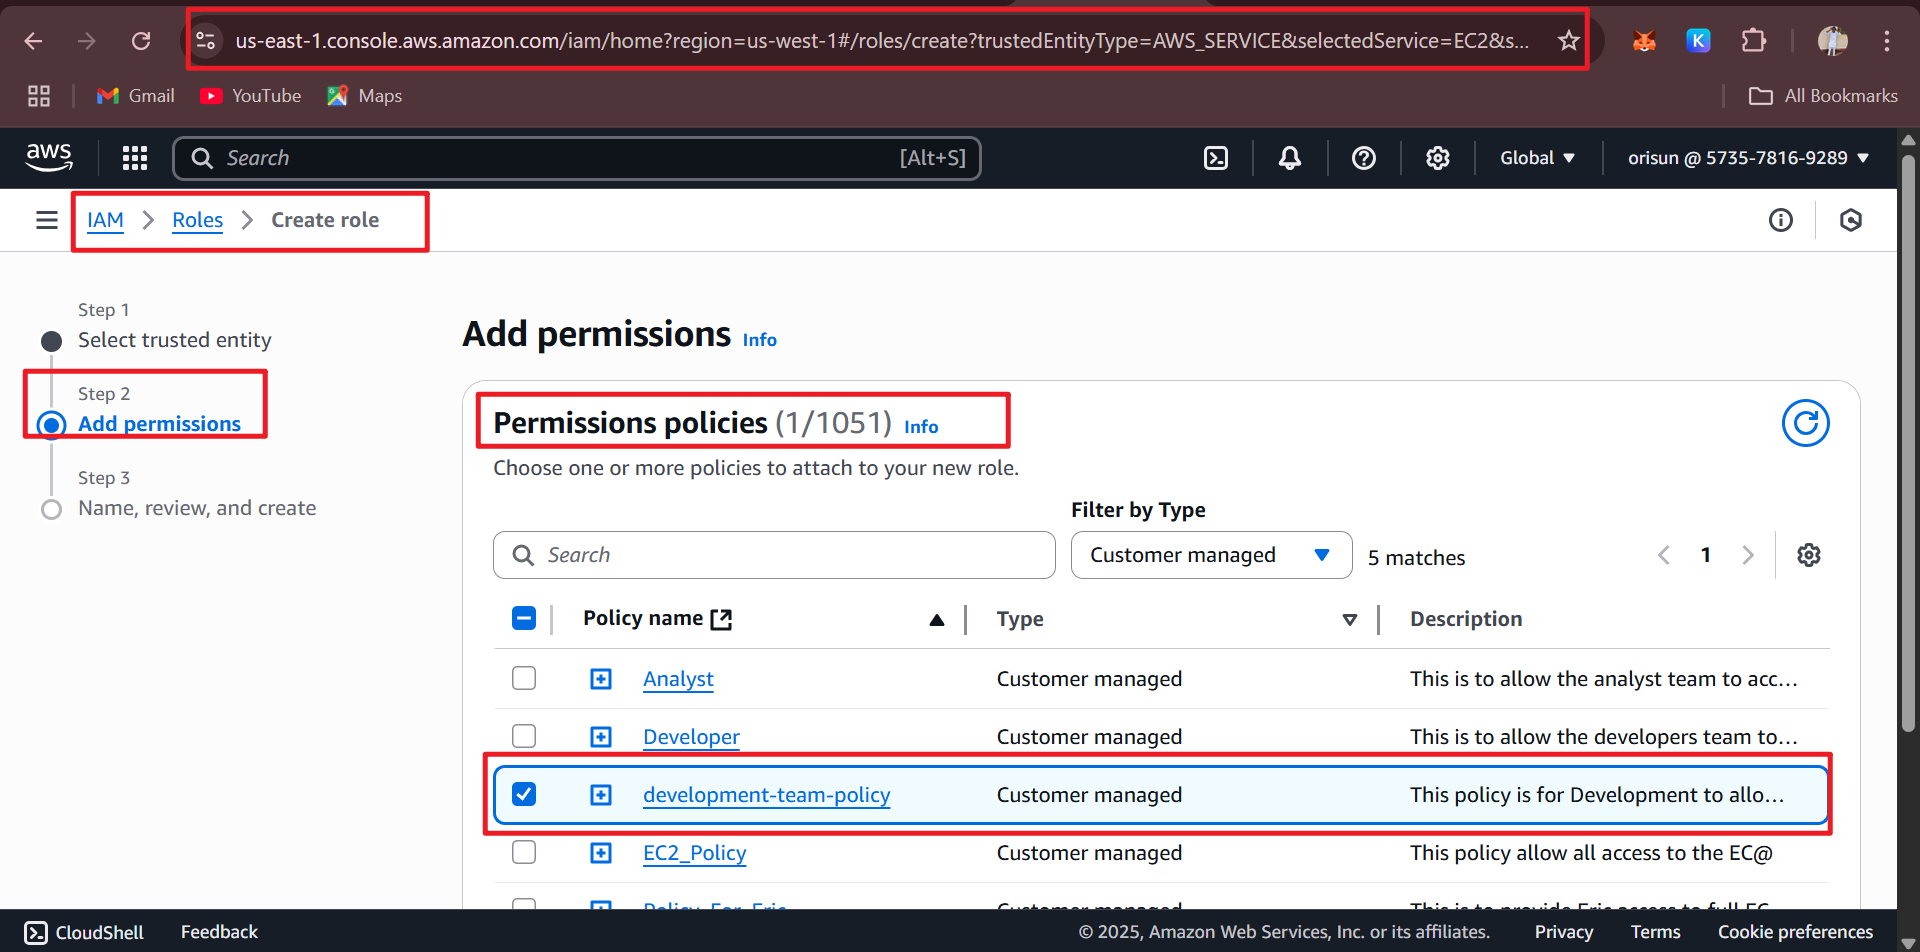 us-east-1.console.aws.amazon.com/iam/home?region=us-west-1#/roles/create?trustedEntityType=AWS_SERVICE&selectedService=EC2&s...
K
Gmail
YouTube
Maps
All Bookmarks
aws
Search
[Alt+S]
Global
orisun @ 5735-7816-9289
IAM
Roles
Create role
Step 1
Select trusted entity
Step 2
Add permissions
Step 3
Name, review, and create
Add permissions Info
Permissions policies (1/1051) Info
Choose one or more policies to attach to your new role.
Filter by Type
Search
Customer managed
5 matches
1
Policy name
Type
Description
Analyst
Customer managed
This is to allow the analyst team to acc...
Developer
Customer managed
This is to allow the developers team to...
development-team-policy
Customer managed
This policy is for Development to allo...
EC2_Policy
Customer managed
This policy allow all access to the EC@
CloudShell
Feedback
© 2025, Amazon Web Services, Inc. or its affiliates.
Privacy
Terms
Cookie preferences